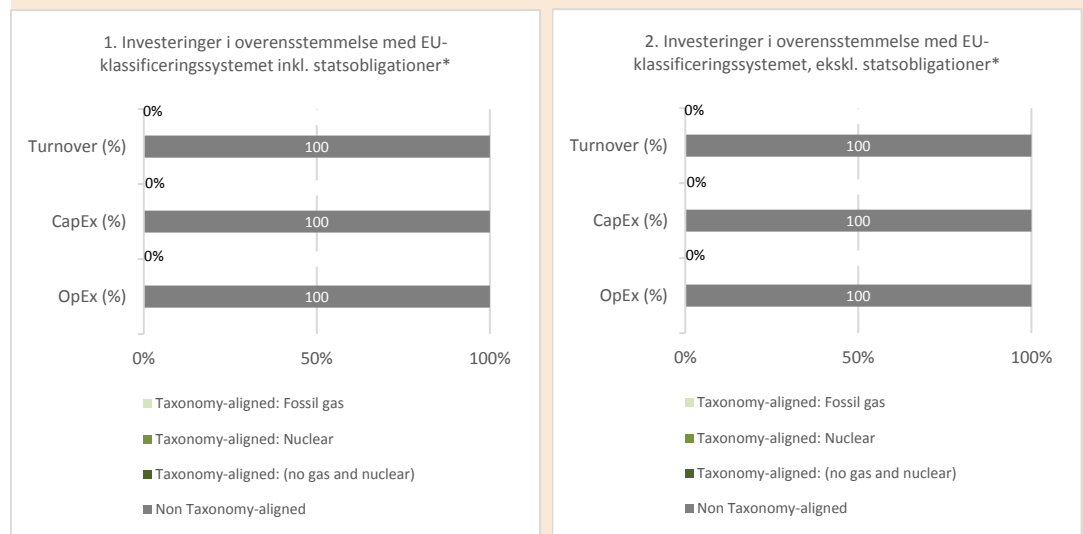 1. Investeringer i overensstemmelse med EU-
klassificeringssystemet inkl. statsobligationer*
0%
Turnover (%)
100
0%
CapEx (%)
100
0%
OpEx (%)
100
0%
50%
100%
Taxonomy-aligned: Fossil gas
Taxonomy-aligned: Nuclear
Taxonomy-aligned: (no gas and nuclear)
Non Taxonomy-aligned
2. Investeringer i overensstemmelse med EU-
klassificeringssystemet, ekskl. statsobligationer*
0%
Turnover (%)
100
0%
CapEx (%)
100
0%
OpEx (%)
100
0%
50%
100%
Taxonomy-aligned: Fossil gas
Taxonomy-aligned: Nuclear
Taxonomy-aligned: (no gas and nuclear)
Non Taxonomy-aligned